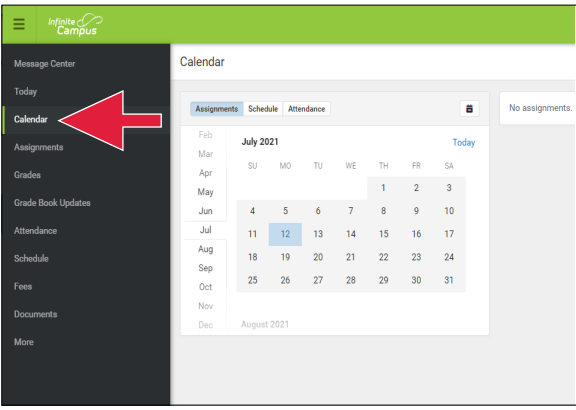 Infinite
Campus
Message Center
Today
Calendar
Assignments
Grades
Grade Book Updates
Attendance
Schedule
Fees
Documents
More
Calendar
Assignments Schedule Attendance
Feb
Mar
Apr
May
Jun
Jul
Aug
Sep
Oct
Nov
Dec
July 2021 Today
SU MO TU WE TH FR SA
1 2 3
4 5 6 7 8 9 10
11 12 13 14 15 16 17
18 19 20 21 22 23 24
25 26 27 28 29 30 31
August 2021
No assignments.